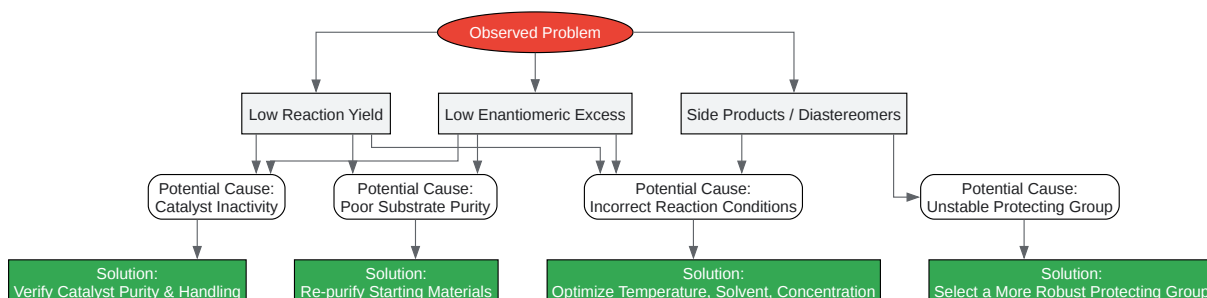 Observed Problem
Low Reaction Yield
Low Enantiomeric Excess
Side Products / Diastereomers
Potential Cause:
Catalyst Inactivity
Potential Cause:
Poor Substrate Purity
Potential Cause:
Incorrect Reaction Conditions
Potential Cause:
Unstable Protecting Group
Solution:
Verify Catalyst Purity & Handling
Solution:
Re-purify Starting Materials
Solution:
Optimize Temperature, Solvent, Concentration
Solution:
Select a More Robust Protecting Group